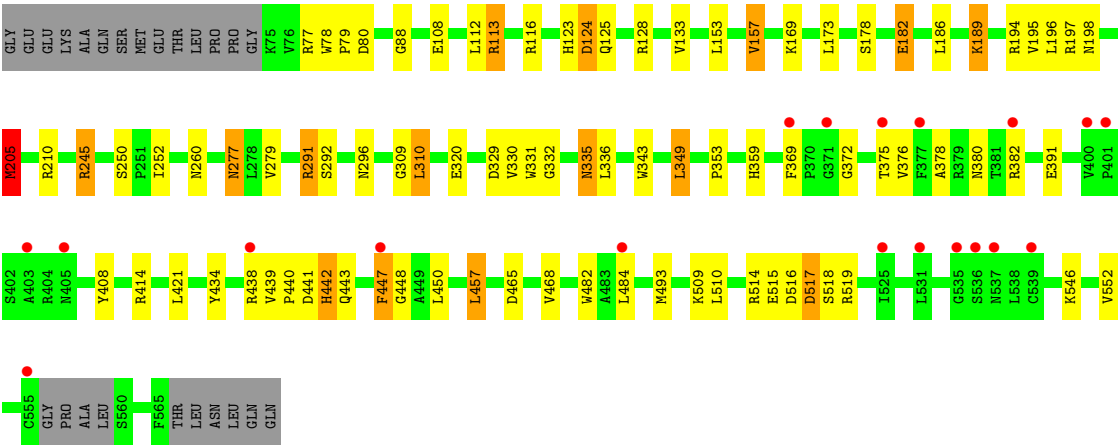 GLY GLU GLU LYS ALA GLN SER MET GLU THR LEU PRO PRO GLY K75 V76 R77 W78 P79 D80 G88 E108 L112 R113 R116 H123 D124 Q125 R128 V133 L153 V157 K169 L173 S178 E182 L186 K189 R194 V195 L196 R197 N198
M205 R210 R245 S250 P251 I252 N260 N277 L278 V279 R291 S292 N296 G309 L310 E320 D329 V330 W331 G332 N335 L336 W343 L349 P353 H359 F369 P370 G371 G372 T375 V376 F377 A378 R379 N380 T381 R382 E391 V400 P401
S402 A403 R404 N405 Y408 R414 L421 Y434 R438 V439 P440 D441 H442 Q443 F447 G448 A449 L450 L457 D465 V468 W482 A483 L484 M493 K509 L510 R514 E515 D516 D517 S518 R519 I525 L531 G535 S536 N537 L538 C539 K546 V552
C555 GLY PRO ALA LEU S560 F565 THR LEU ASN LEU GLN GLN